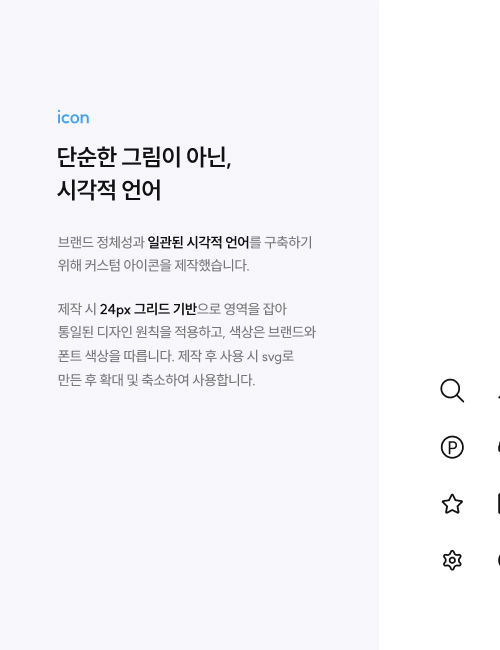 icon
단순한 그림이 아닌,
시각적 언어
브랜드 정체성과 일관된 시각적 언어를 구축하기
위해 커스텀 아이콘을 제작했습니다.
제작 시 24px 그리드 기반으로 영역을 잡아
통일된 디자인 원칙을 적용하고, 색상은 브랜드와
폰트 색상을 따릅니다. 제작 후 사용 시 svg로
만든 후 확대 및 축소하여 사용합니다.
P